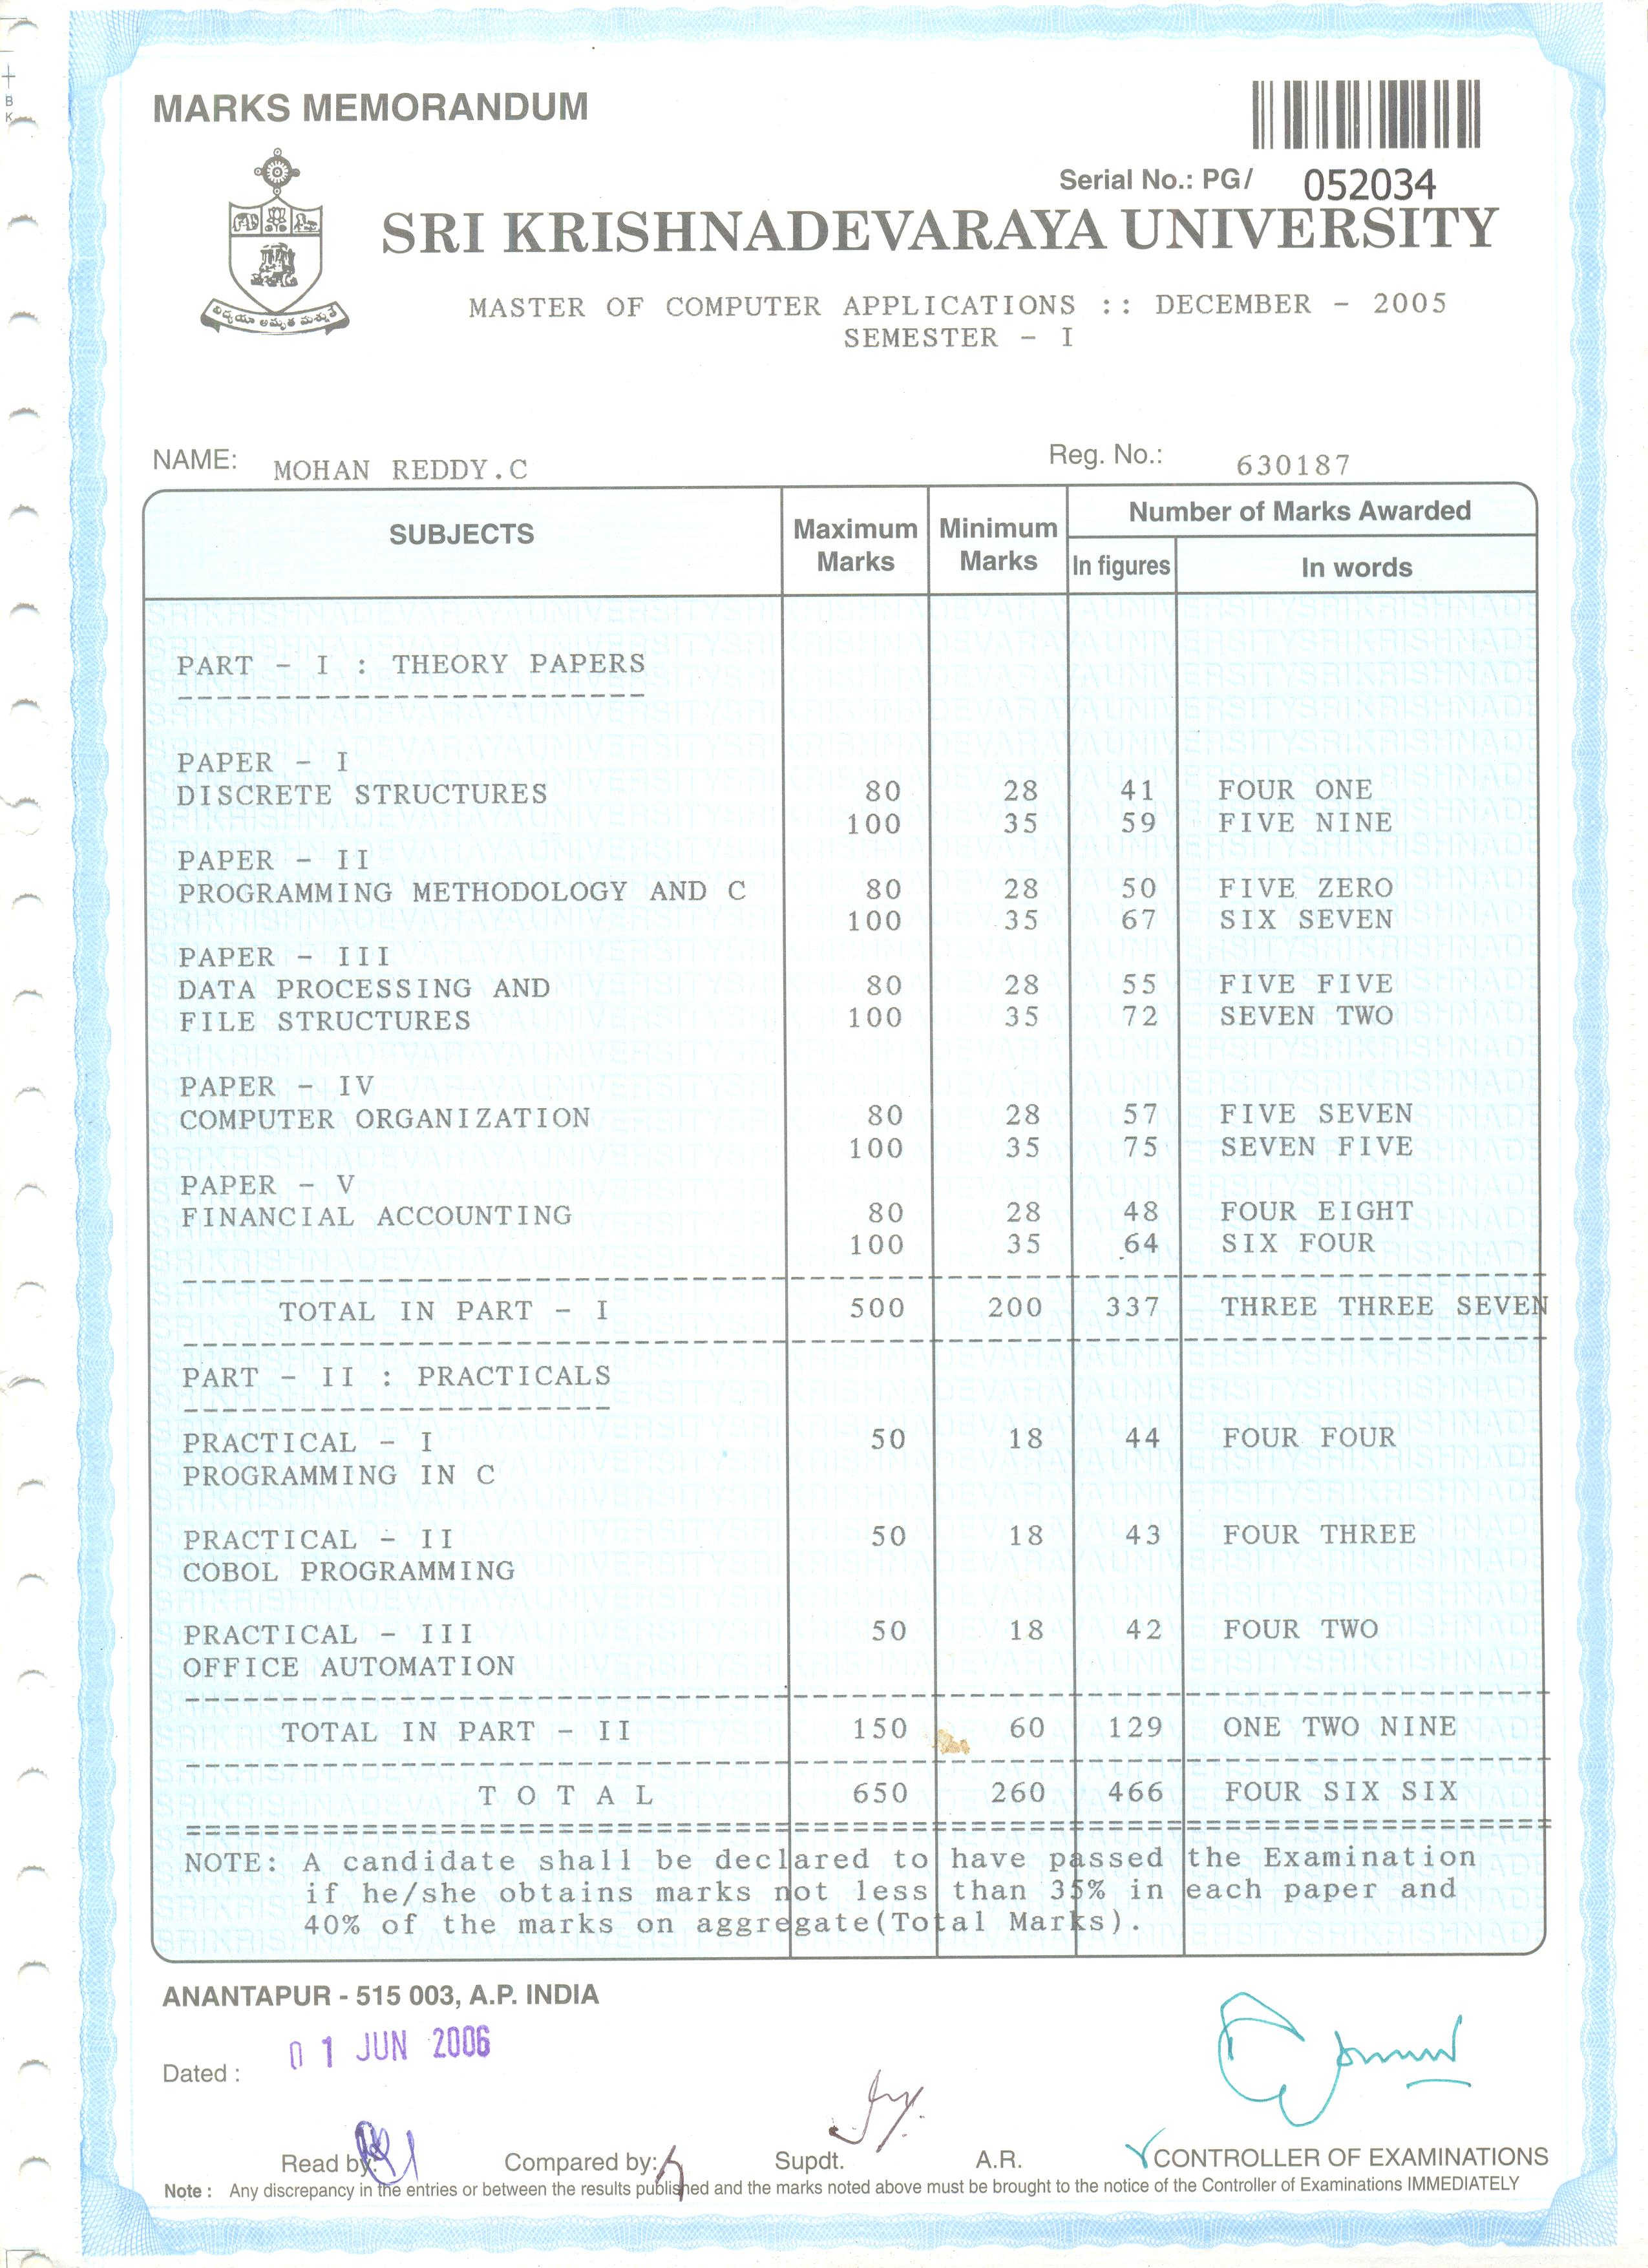 MARKS MEMORANDUM
Serial No.: PG/ 052034
SRI KRISHNADEVARAYA UNIVERSITY
విద్యయా అమృత మశ్నుతే
MASTER OF COMPUTER APPLICATIONS :: DECEMBER - 2005
SEMESTER - I
NAME: MOHAN REDDY.C Reg. No.: 630187
SUBJECTS Maximum Marks Minimum Marks Number of Marks Awarded
In figures In words
PART - I : THEORY PAPERS
PAPER - I
DISCRETE STRUCTURES 80 28 41 FOUR ONE
100 35 59 FIVE NINE
PAPER - II
PROGRAMMING METHODOLOGY AND C 80 28 50 FIVE ZERO
100 35 67 SIX SEVEN
PAPER - III
DATA PROCESSING AND 80 28 55 FIVE FIVE
FILE STRUCTURES 100 35 72 SEVEN TWO
PAPER - IV
COMPUTER ORGANIZATION 80 28 57 FIVE SEVEN
100 35 75 SEVEN FIVE
PAPER - V
FINANCIAL ACCOUNTING 80 28 48 FOUR EIGHT
100 35 64 SIX FOUR
TOTAL IN PART - I 500 200 337 THREE THREE SEVEN
PART - II : PRACTICALS
PRACTICAL - I 50 18 44 FOUR FOUR
PROGRAMMING IN C
PRACTICAL - II 50 18 43 FOUR THREE
COBOL PROGRAMMING
PRACTICAL - III 50 18 42 FOUR TWO
OFFICE AUTOMATION
TOTAL IN PART - II 150 60 129 ONE TWO NINE
T O T A L 650 260 466 FOUR SIX SIX
NOTE: A candidate shall be declared to have passed the Examination
if he/she obtains marks not less than 35% in each paper and
40% of the marks on aggregate(Total Marks).
ANANTAPUR - 515 003, A.P. INDIA
Dated : 01 JUN 2006
Read by: Compared by: Supdt. A.R. CONTROLLER OF EXAMINATIONS
Note : Any discrepancy in the entries or between the results published and the marks noted above must be brought to the notice of the Controller of Examinations IMMEDIATELY